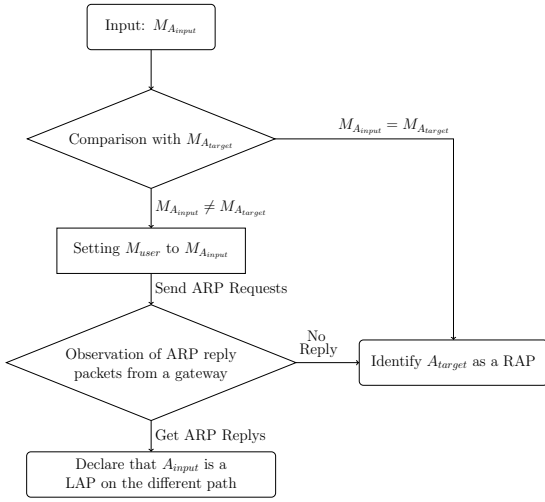 Input: M_{A_{input}}
Comparison with M_{A_{target}}
M_{A_{input}} = M_{A_{target}}
M_{A_{input}} ≠ M_{A_{target}}
Setting M_{user} to M_{A_{input}}
Send ARP Requests
Observation of ARP reply
packets from a gateway
No
Reply
Identify A_{target} as a RAP
Get ARP Replys
Declare that A_{input} is a
LAP on the different path